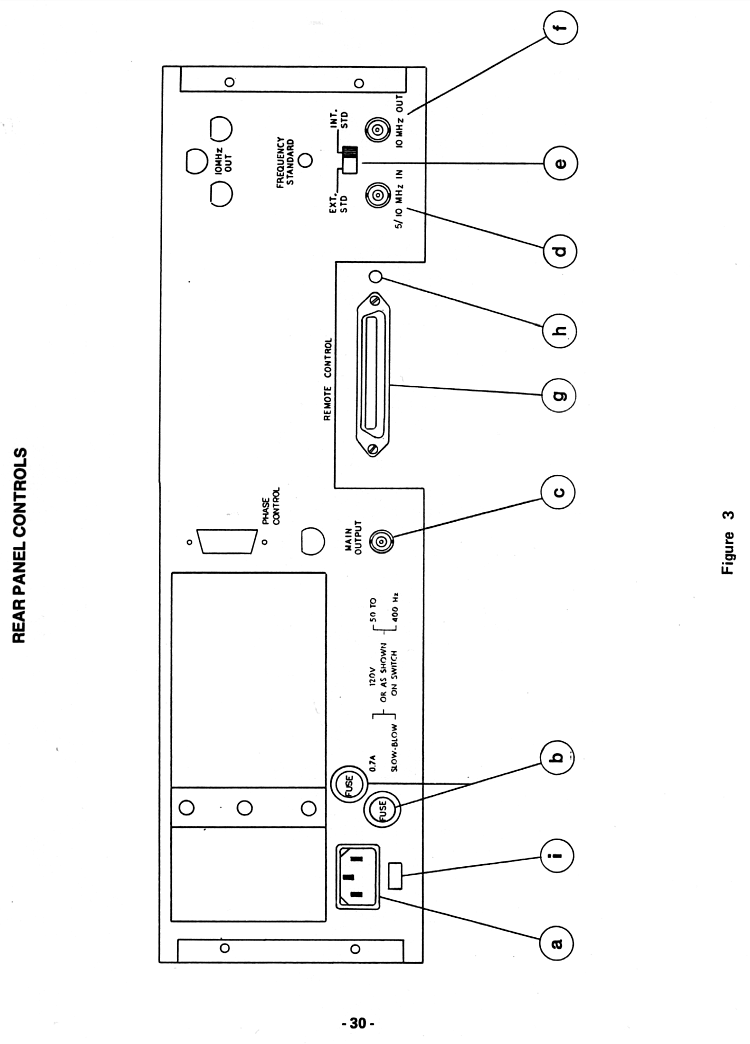 REAR PANEL CONTROLS
10MHz
OUT
FREQUENCY
STANDARD
EXT.
STD
INT.
STD
5/10 MHz IN
10 MHz OUT
REMOTE CONTROL
PHASE
CONTROL
MAIN
OUTPUT
0.7A
SLOW-BLOW
120V
OR AS SHOWN
ON SWITCH
50 TO
400 Hz
FUSE
FUSE
a
i
b
c
g
h
d
e
f
Figure 3
- 30 -